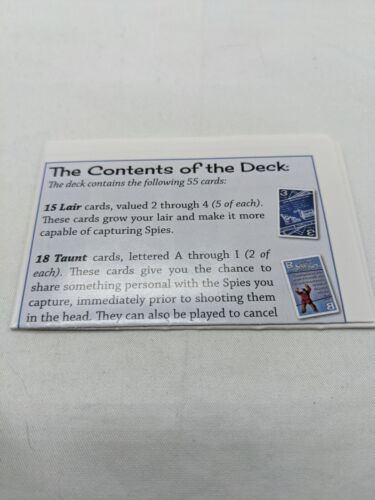 The Contents of the Deck:
The deck contains the following 55 cards:
15 Lair cards, valued 2 through 4 (5 of each).
These cards grow your lair and make it more
capable of capturing Spies.
18 Taunt cards, lettered A through I (2 of
each). These cards give you the chance to
share something personal with the Spies you
capture, immediately prior to shooting them
in the head. They can also be played to cancel
3
3
B
B